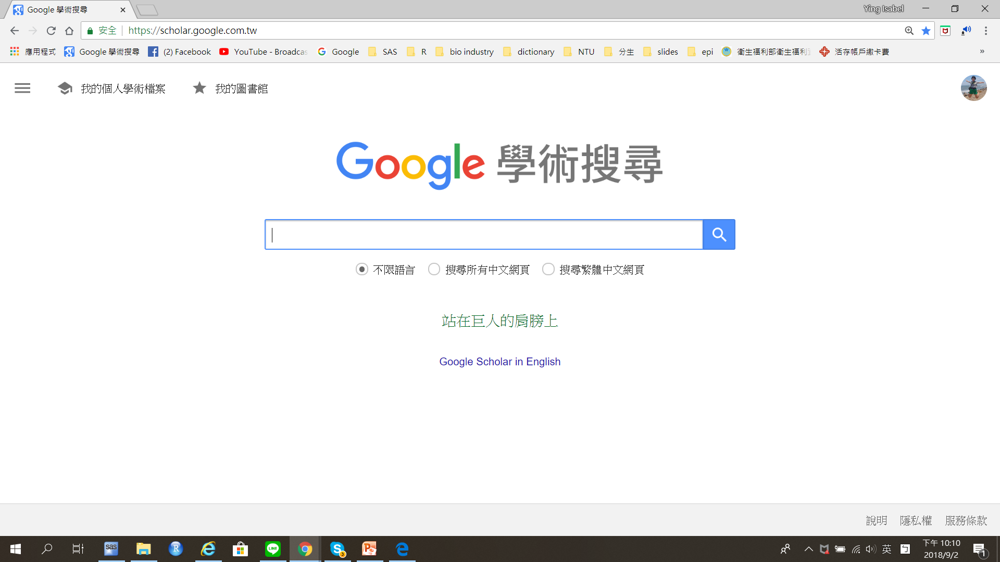 Google 學術搜尋
Ying Isabel
安全
https://scholar.google.com.tw
應用程式
Google 學術搜尋
(2) Facebook
YouTube - Broadcas
Google
SAS
R
bio industry
dictionary
NTU
分生
slides
epi
衛生福利部衛生福利
活存帳戶繳卡費
»
我的個人學術檔案
我的圖書館
Google 學術搜尋
不限語言
搜尋所有中文網頁
搜尋繁體中文網頁
站在巨人的肩膀上
Google Scholar in English
說明
隱私權
服務條款
sas
R
LINE
3
英
下午 10:10
2018/9/2
1